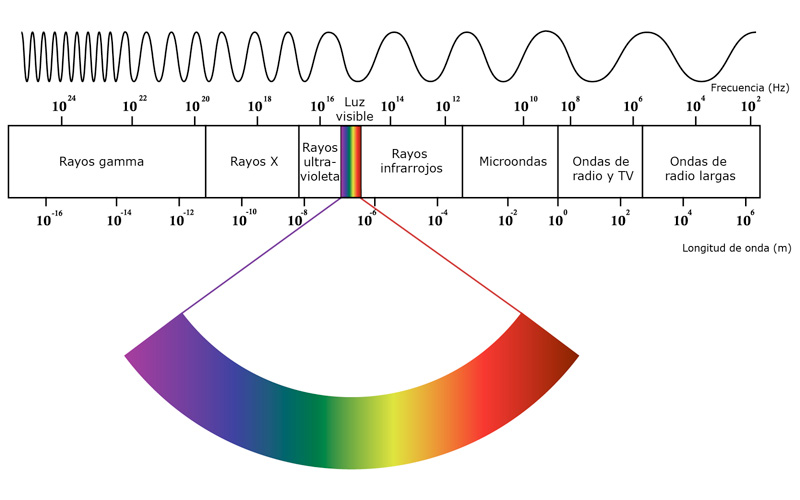 Frecuencia (Hz)
10^24 10^22 10^20 10^18 10^16 10^14 10^12 10^10 10^8 10^6 10^4 10^2
Luz
visible
Rayos gamma
Rayos X
Rayos
ultra-
violeta
Rayos
infrarrojos
Microondas
Ondas de
radio y TV
Ondas de
radio largas
10^-16 10^-14 10^-12 10^-10 10^-8 10^-6 10^-4 10^-2 10^0 10^2 10^4 10^6
Longitud de onda (m)